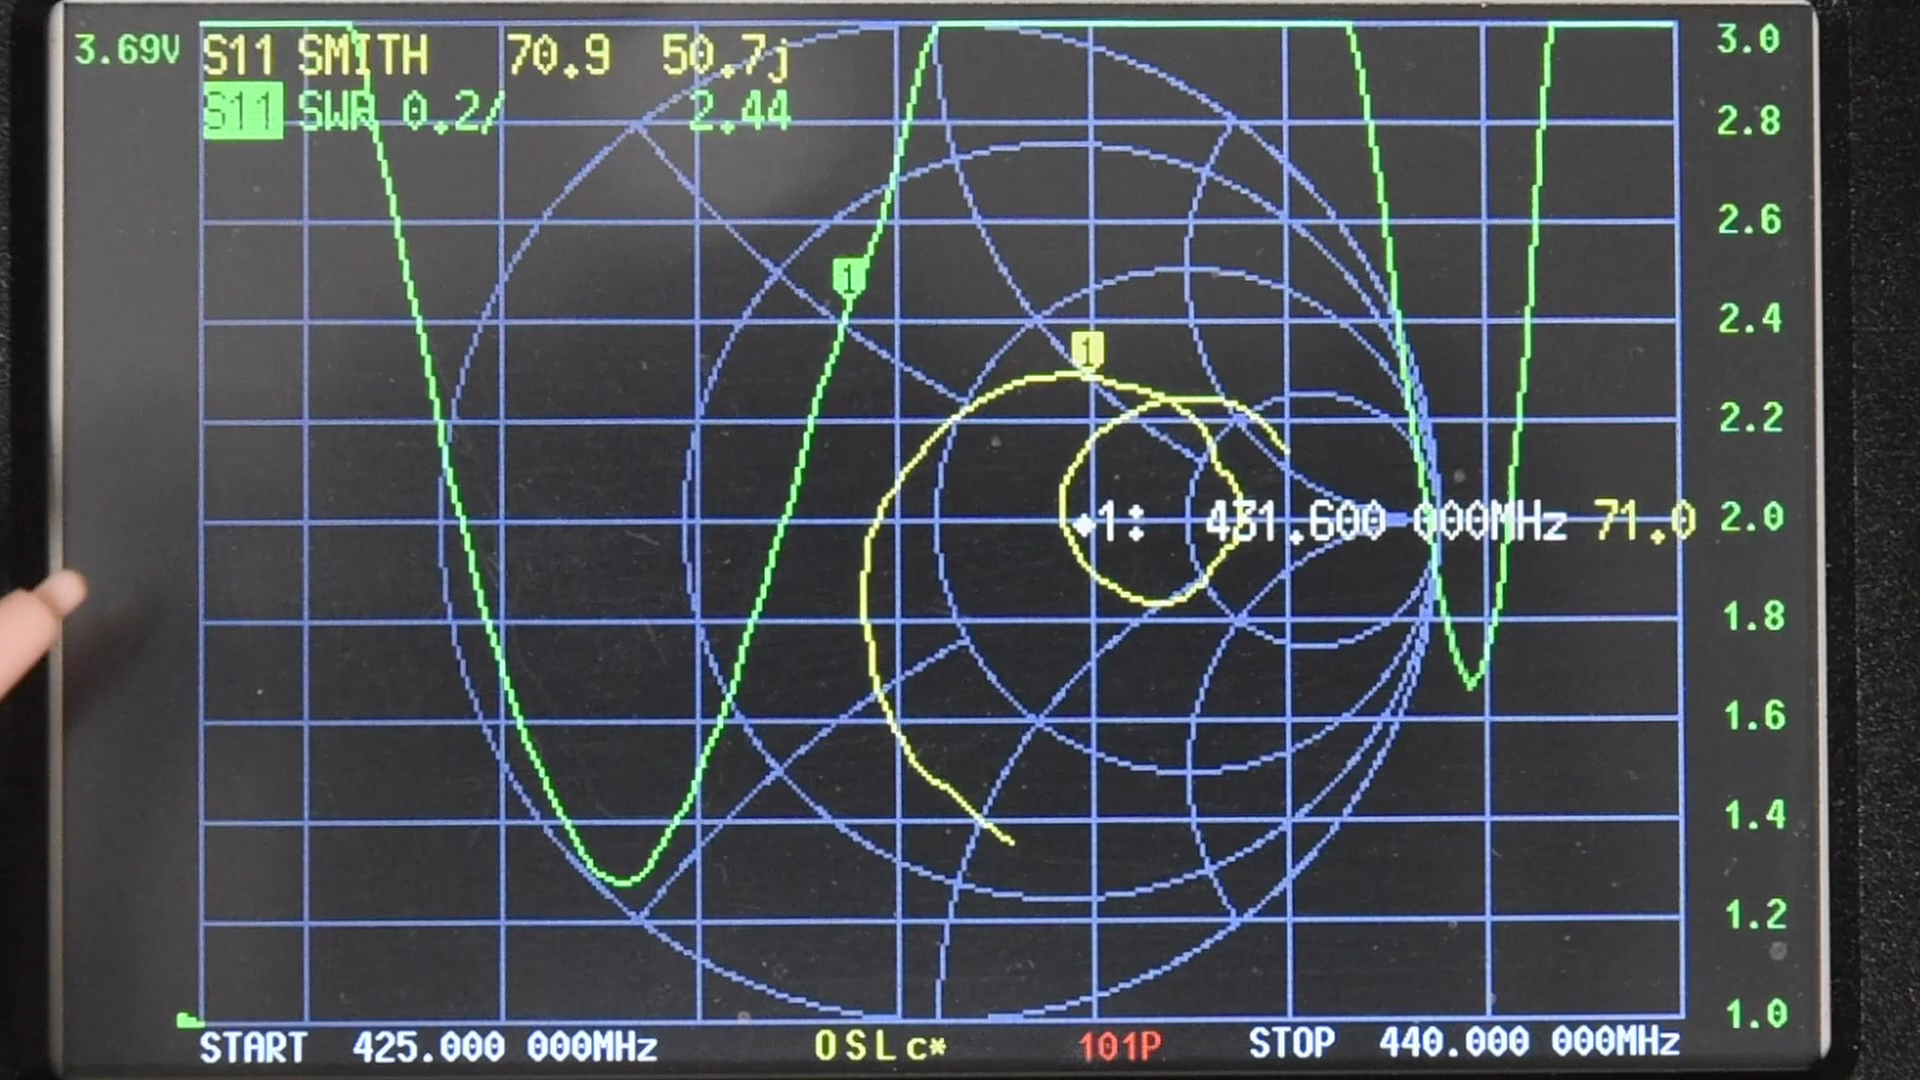 3.69V S11 SMITH 70.9 50.7j 3.0
S11 SWR 0.2/ 2.44 2.8
2.6
1
2.4
1
2.2
◆1: 431.600 000MHz 71.0 2.0
1.8
1.6
1.4
1.2
1.0
START 425.000 000MHz OSLc* 101P STOP 440.000 000MHz